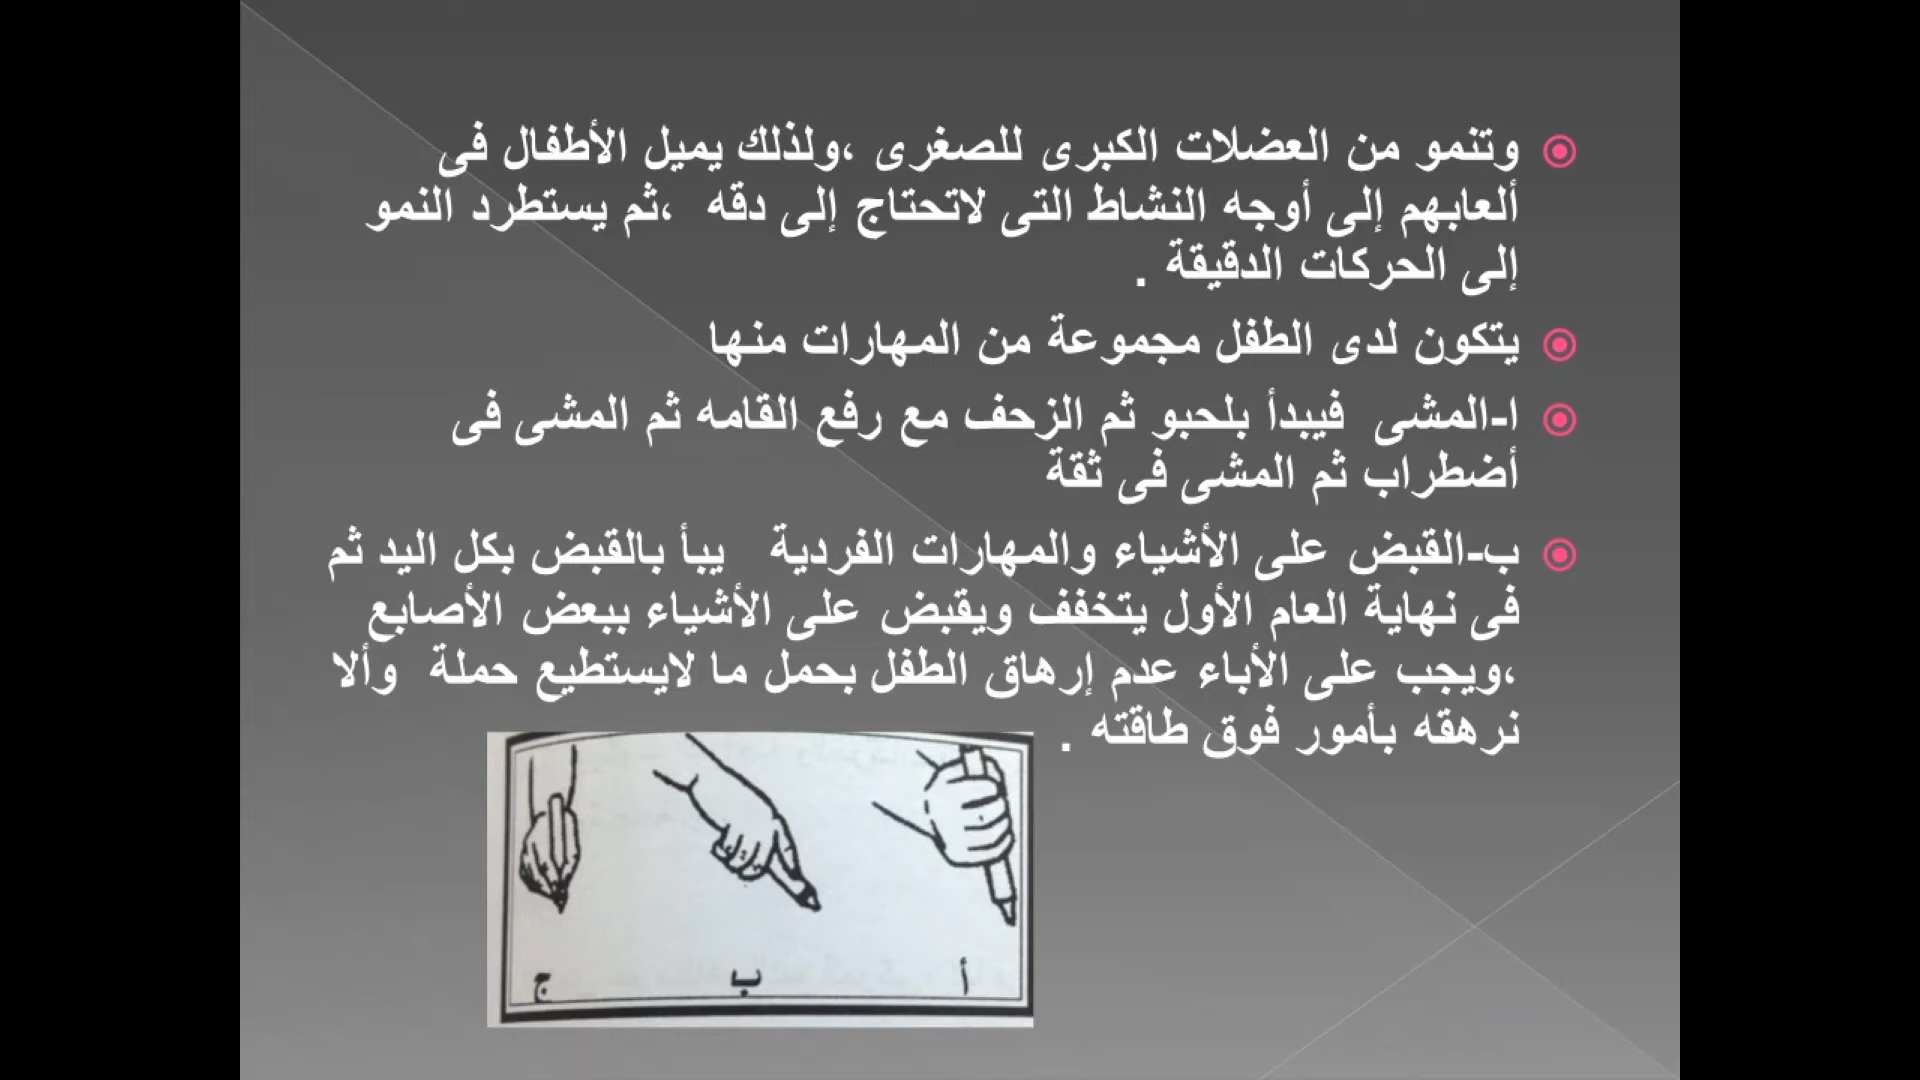 وتنمو من العضلات الكبرى للصغرى ،ولذلك يميل الأطفال فى
ألعابهم إلى أوجه النشاط التى لاتحتاج إلى دقه ،ثم يستطرد النمو
إلى الحركات الدقيقة .
يتكون لدى الطفل مجموعة من المهارات منها
ا-المشى فيبدأ بلحبو ثم الزحف مع رفع القامه ثم المشى فى
أضطراب ثم المشى فى ثقة
ب-القبض على الأشياء والمهارات الفردية يبأ بالقبض بكل اليد ثم
فى نهاية العام الأول يتخفف ويقبض على الأشياء ببعض الأصابع
،ويجب على الأباء عدم إرهاق الطفل بحمل ما لايستطيع حملة وألا
نرهقه بأمور فوق طاقته .
أ ب ج